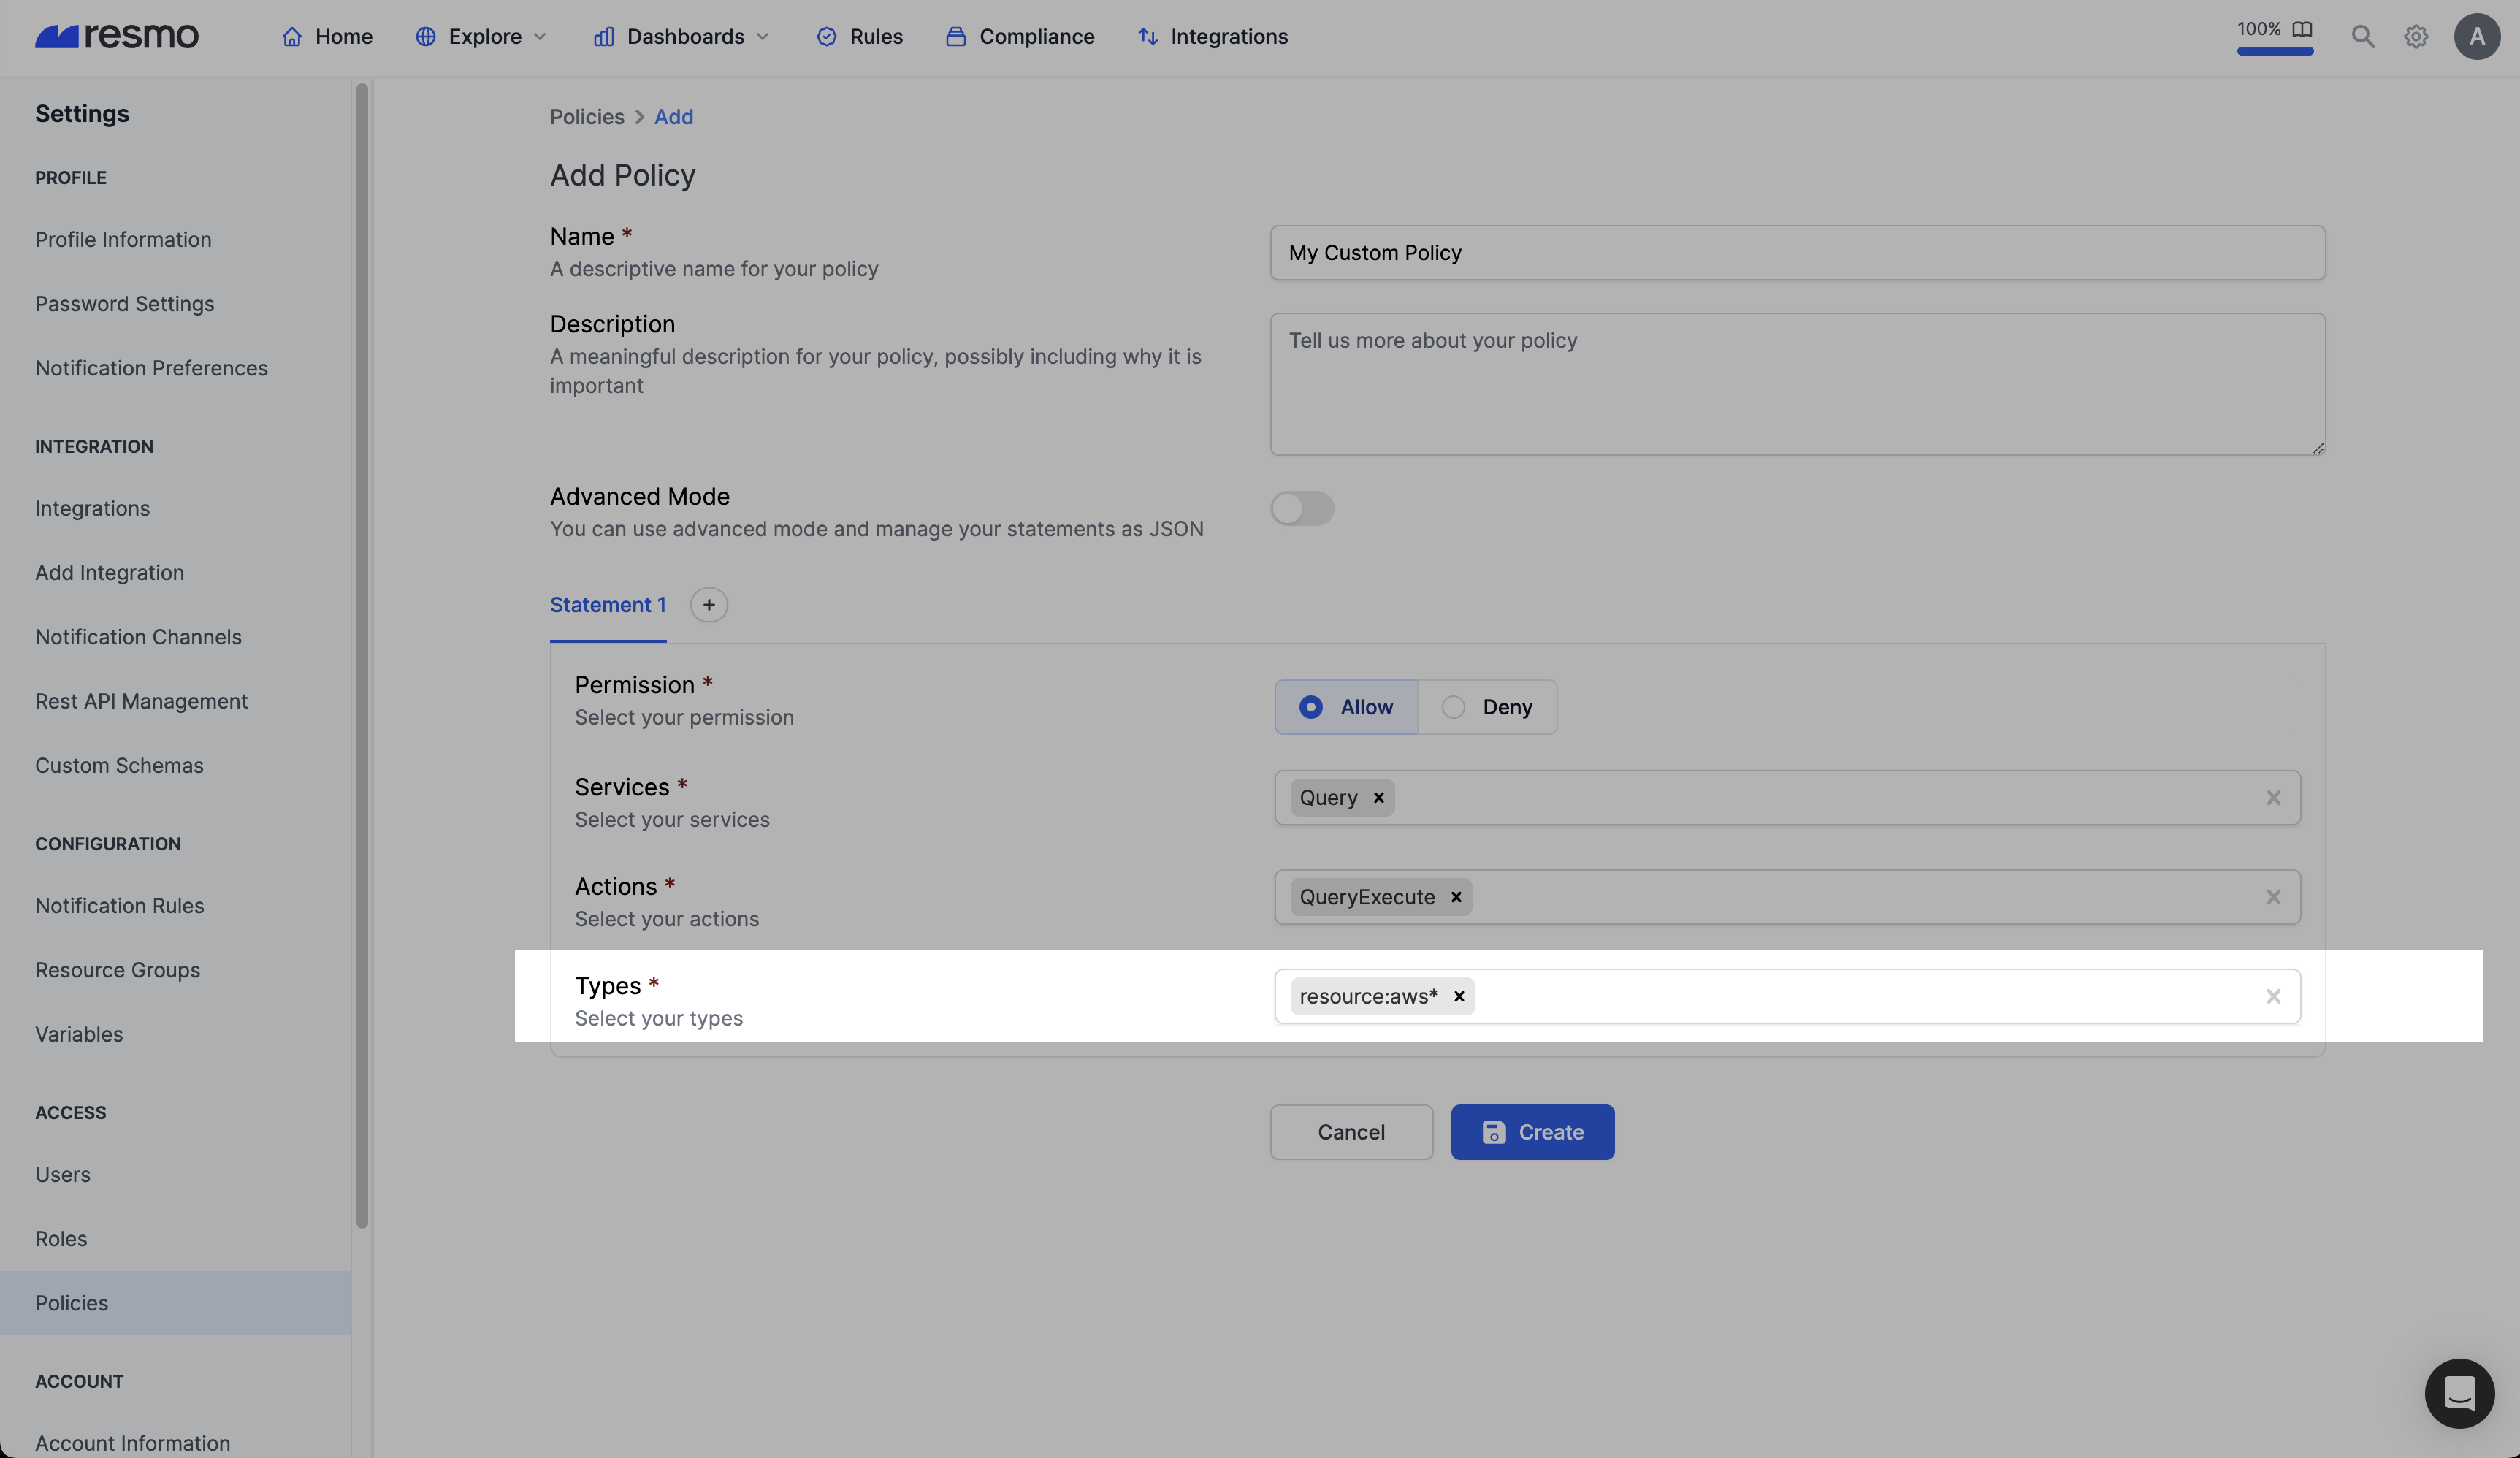 resmo
Home
Explore
Dashboards
Rules
Compliance
Integrations
100%
A
Settings
PROFILE
Profile Information
Password Settings
Notification Preferences
INTEGRATION
Integrations
Add Integration
Notification Channels
Rest API Management
Custom Schemas
CONFIGURATION
Notification Rules
Resource Groups
Variables
ACCESS
Users
Roles
Policies
ACCOUNT
Account Information
Policies > Add
Add Policy
Name *
A descriptive name for your policy
My Custom Policy
Description
A meaningful description for your policy, possibly including why it is
important
Tell us more about your policy
Advanced Mode
You can use advanced mode and manage your statements as JSON
Statement 1 +
Permission *
Select your permission
Allow
Deny
Services *
Select your services
Query ×
Actions *
Select your actions
QueryExecute ×
Types *
Select your types
resource:aws* ×
Cancel
Create